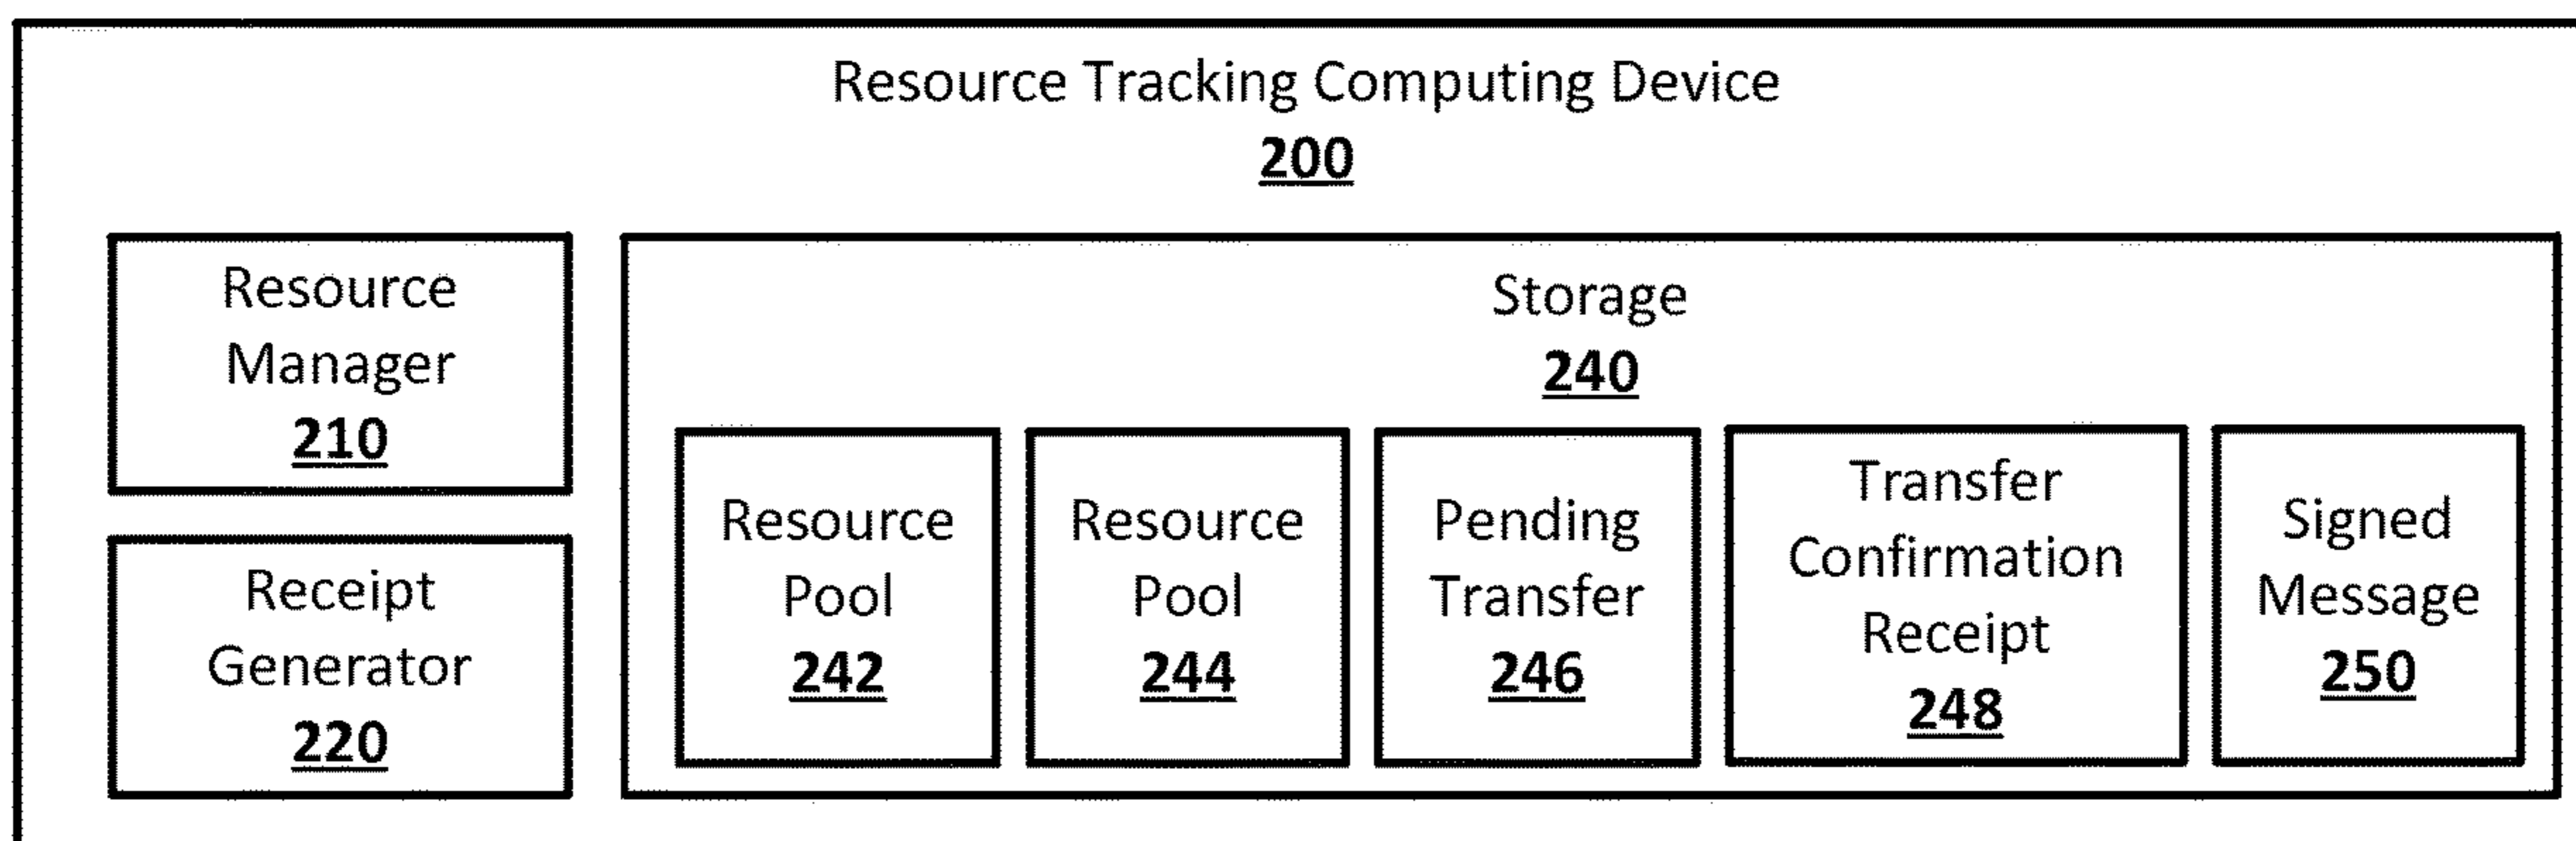 Resource Tracking Computing Device
200
Resource
Manager
210
Receipt
Generator
220
Storage
240
Resource
Pool
242
Resource
Pool
244
Pending
Transfer
246
Transfer
Confirmation
Receipt
248
Signed
Message
250